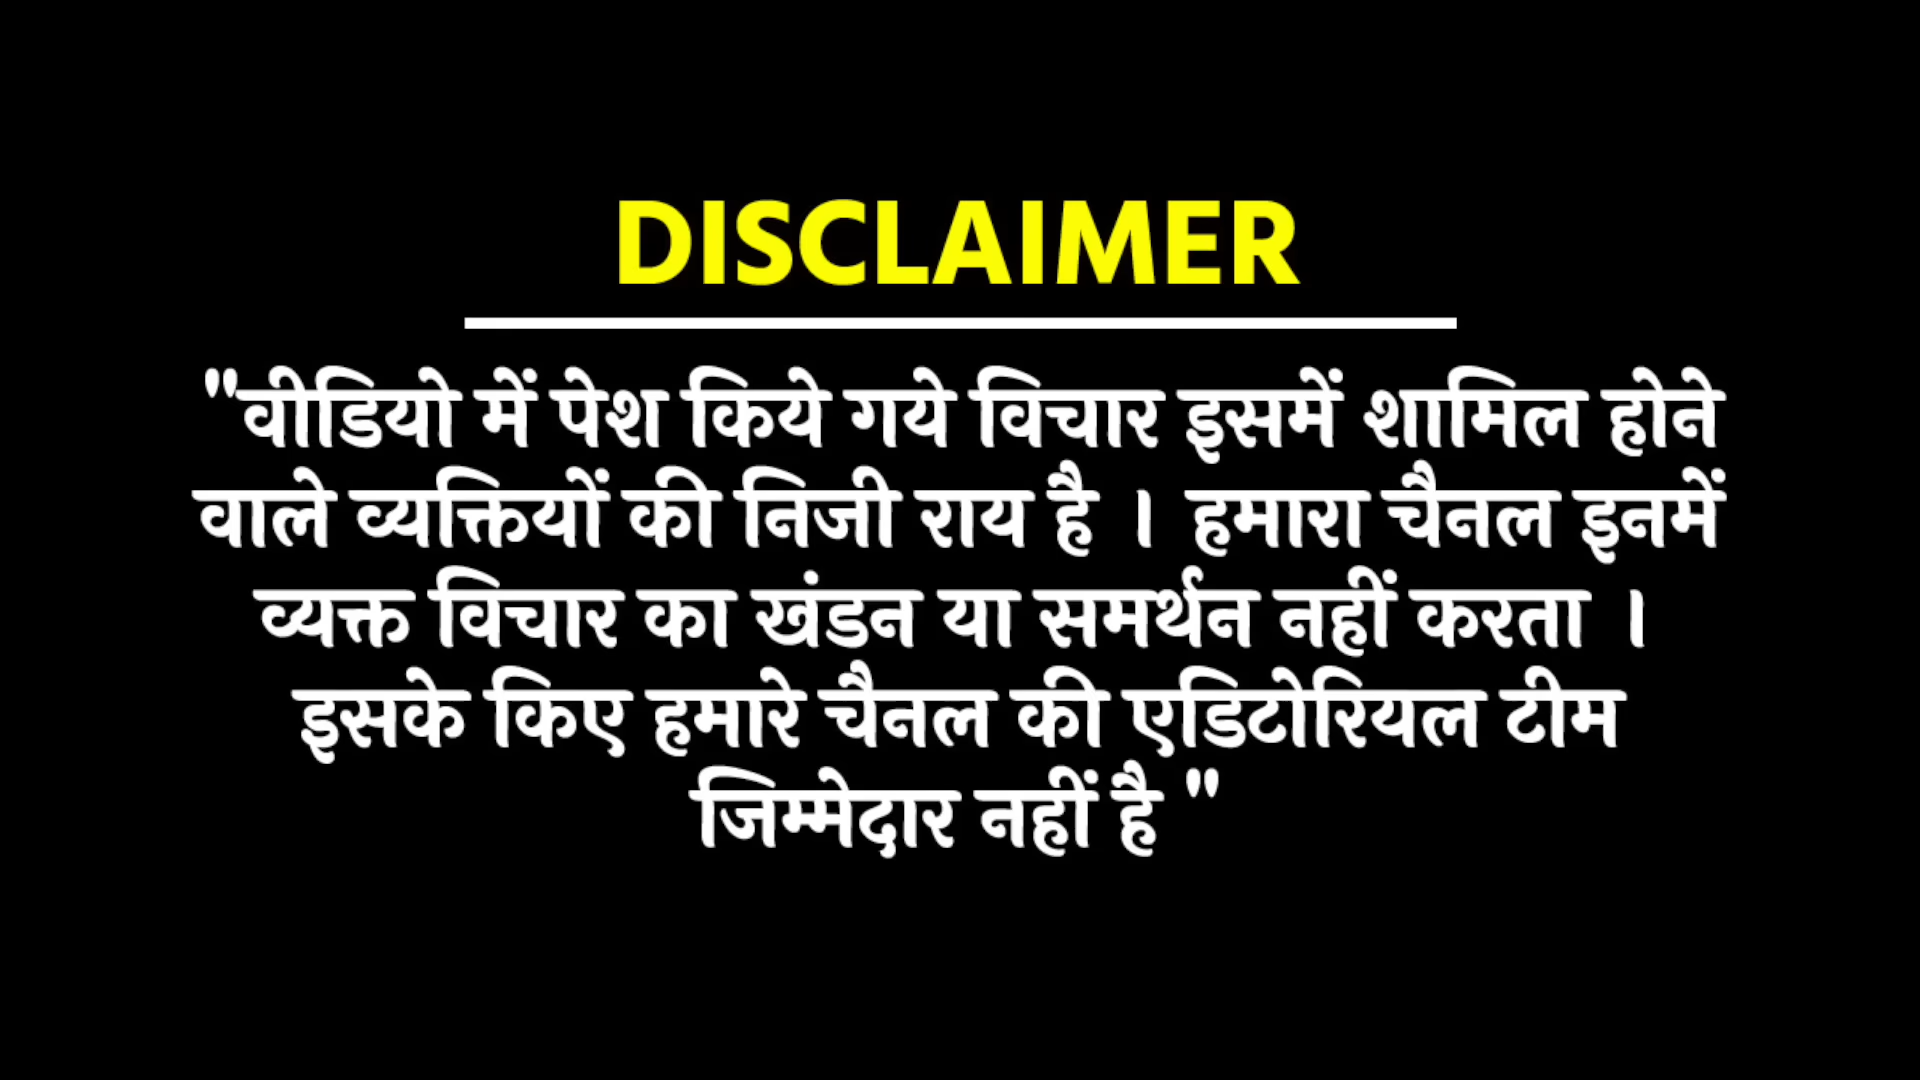 DISCLAIMER
"वीडियो में पेश किये गये विचार इसमें शामिल होने
वाले व्यक्तियों की निजी राय है । हमारा चैनल इनमें
व्यक्त विचार का खंडन या समर्थन नहीं करता ।
इसके किए हमारे चैनल की एडिटोरियल टीम
जिम्मेदार नहीं है "